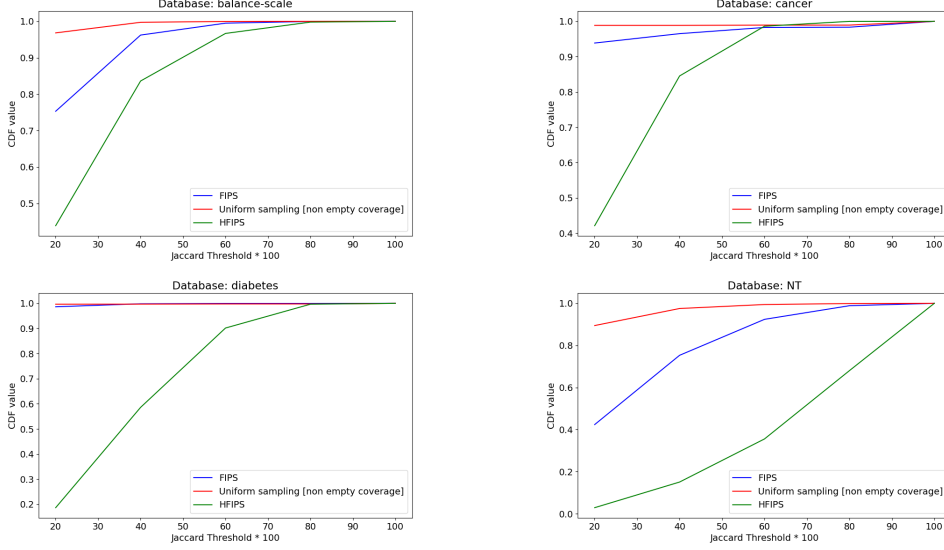 Database: balance-scale
1.0
0.9
0.8
0.7
0.6
0.5
CDF value
FIPS
Uniform sampling [non empty coverage]
HFIPS
20 30 40 50 60 70 80 90 100
Jaccard Threshold * 100
Database: cancer
1.0
0.9
0.8
0.7
0.6
0.5
0.4
CDF value
FIPS
Uniform sampling [non empty coverage]
HFIPS
20 30 40 50 60 70 80 90 100
Jaccard Threshold * 100
Database: diabetes
1.0
0.9
0.8
0.7
0.6
0.5
0.4
0.3
0.2
CDF value
FIPS
Uniform sampling [non empty coverage]
HFIPS
20 30 40 50 60 70 80 90 100
Jaccard Threshold * 100
Database: NT
1.0
0.8
0.6
0.4
0.2
0.0
CDF value
FIPS
Uniform sampling [non empty coverage]
HFIPS
20 30 40 50 60 70 80 90 100
Jaccard Threshold * 100